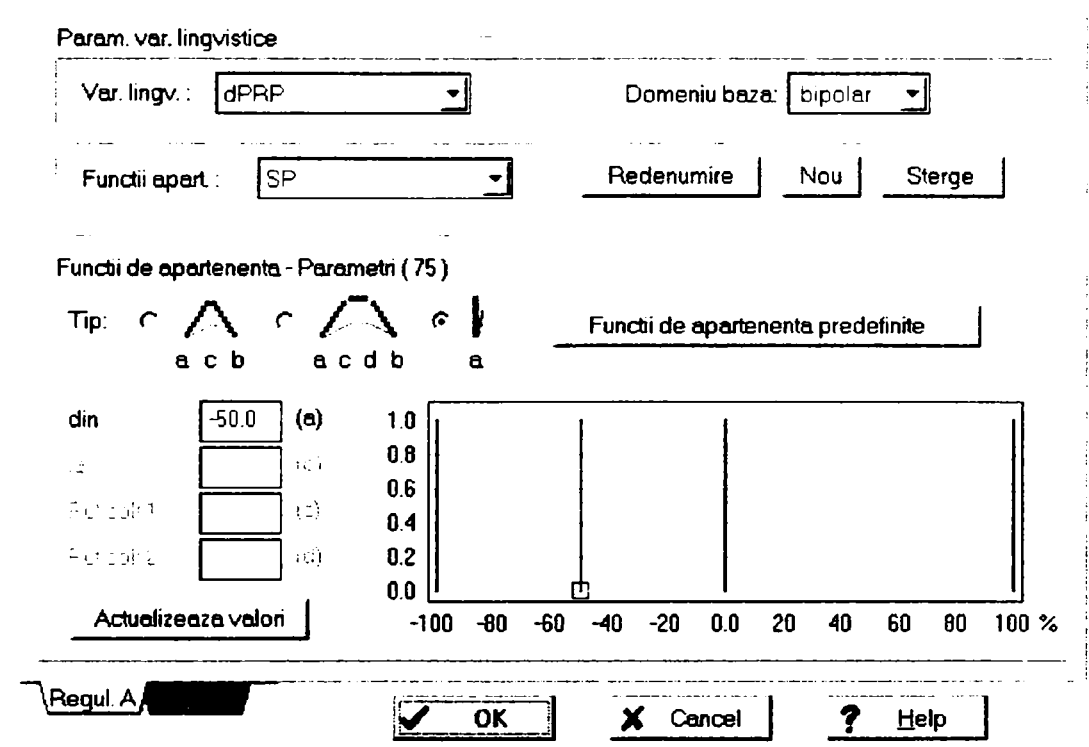 Param. var. lingvistice
Var. lingv. : dPRP Domeniu baza: bipolar
Functii apart. : SP Redenumire Nou Sterge
Functii de apartenenta - Parametri ( 75 )
Tip: a c b a c d b a Functii de apartenenta predefinite
din -50.0 (a)
1.0
0.8
0.6
0.4
0.2
0.0
-100 -80 -60 -40 -20 0.0 20 40 60 80 100 %
Actualizeaza valori
Regul. A
OK Cancel Help